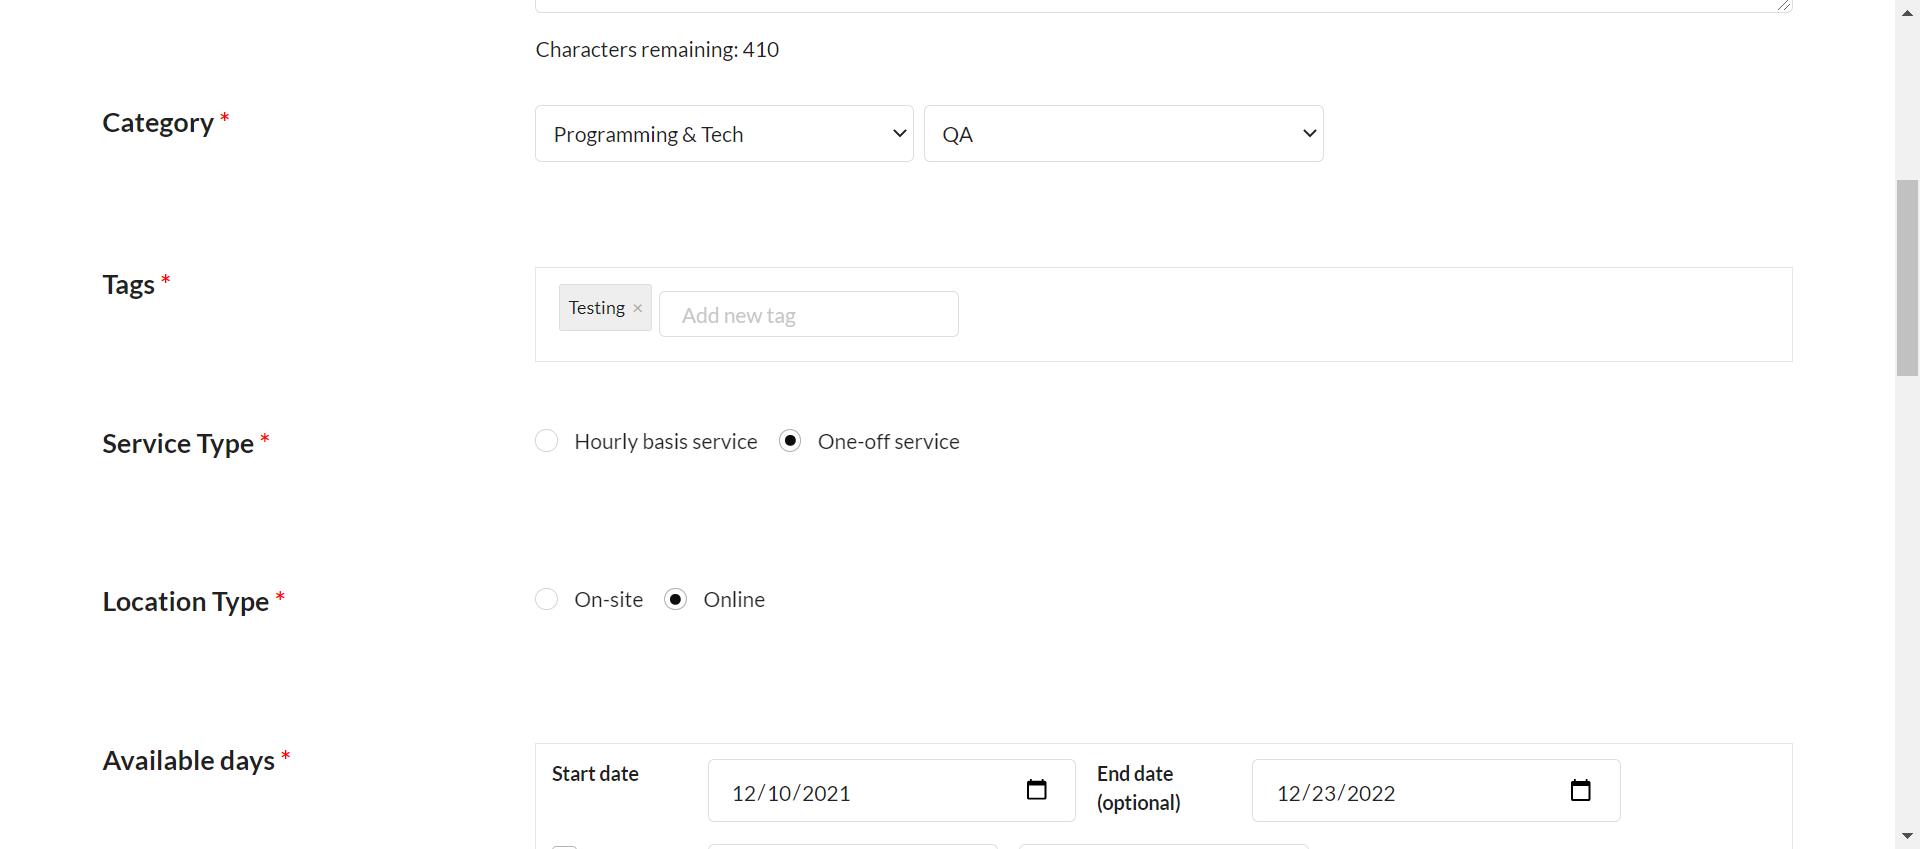 Characters remaining: 410
Category *
Programming & Tech
QA
Tags *
Testing ×
Add new tag
Service Type *
Hourly basis service
One-off service
Location Type *
On-site
Online
Available days *
Start date
12/10/2021
End date
(optional)
12/23/2022